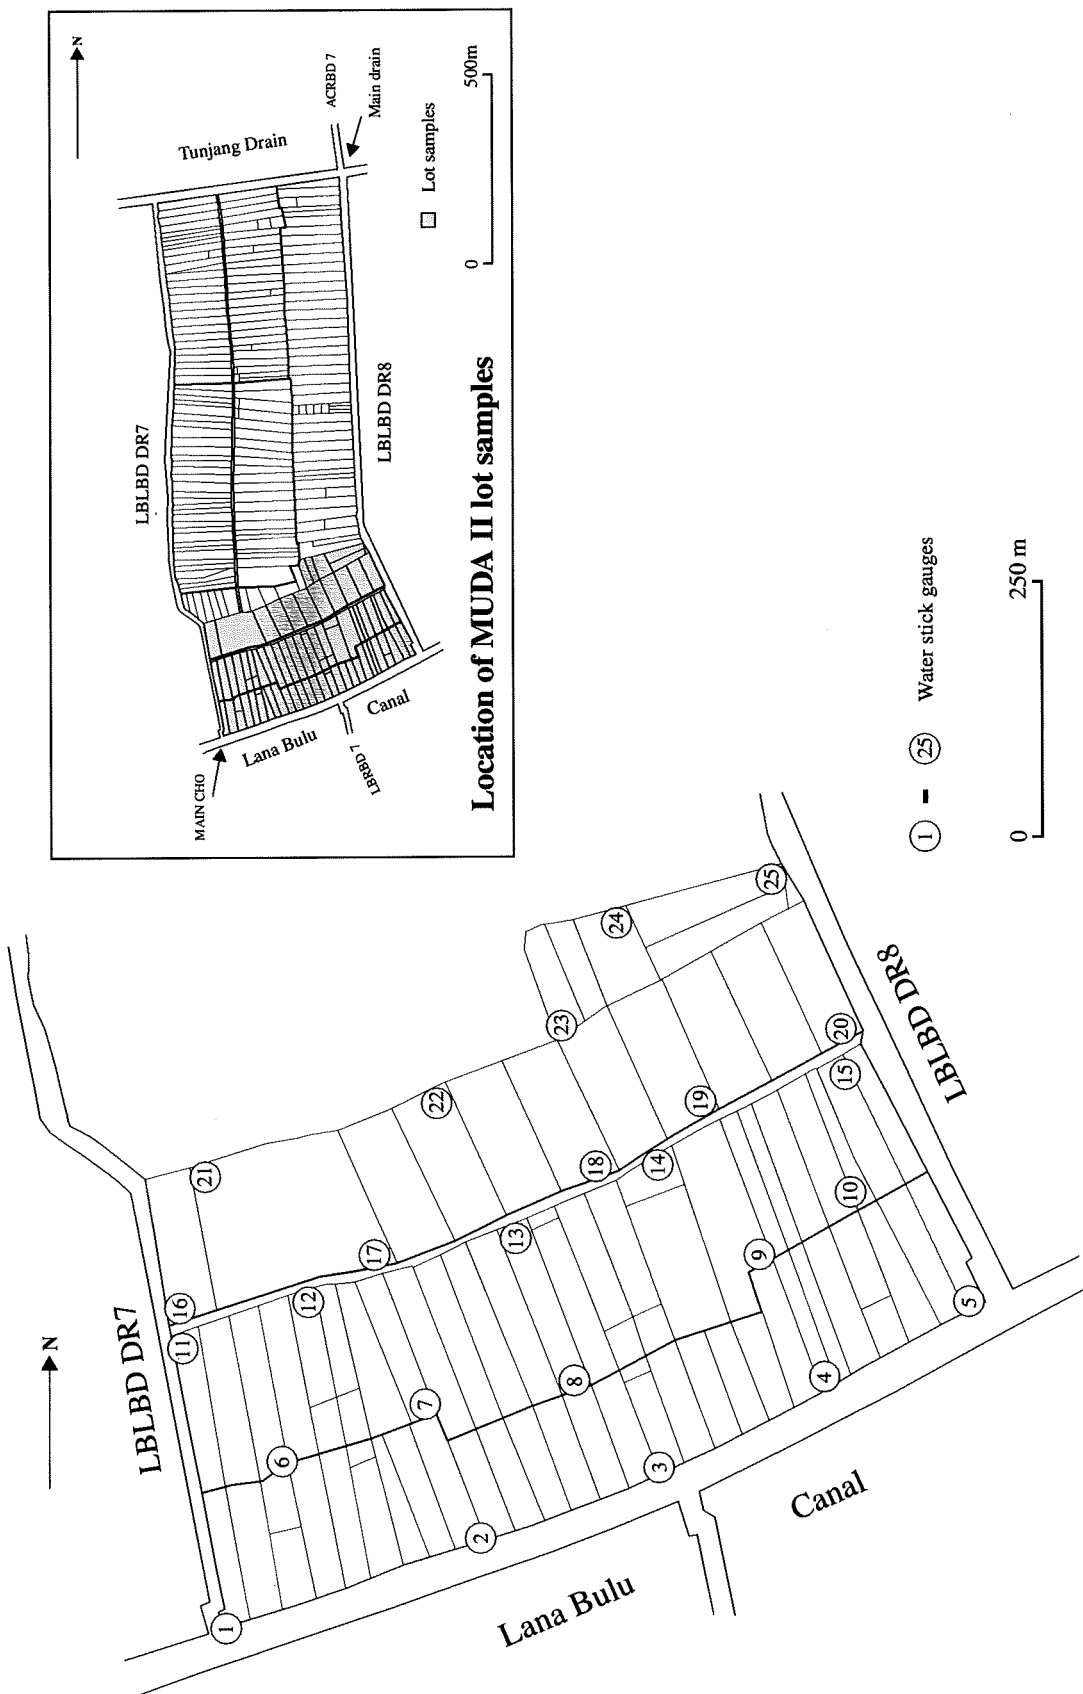 N
Tunjang Drain
ACRBD 7
Main drain
LBLBD DR7
LBLBD DR8
Lot samples
0
500m
MAIN CHO
Lana Bulu
Canal
LBRBD 7
Location of MUDA II lot samples
N
LBLBD DR7
LBLBD DR8
Lana Bulu
Canal
1
2
3
4
5
6
7
8
9
10
11
12
13
14
15
16
17
18
19
20
21
22
23
24
25
1 - 25 Water stick gauges
0
250 m